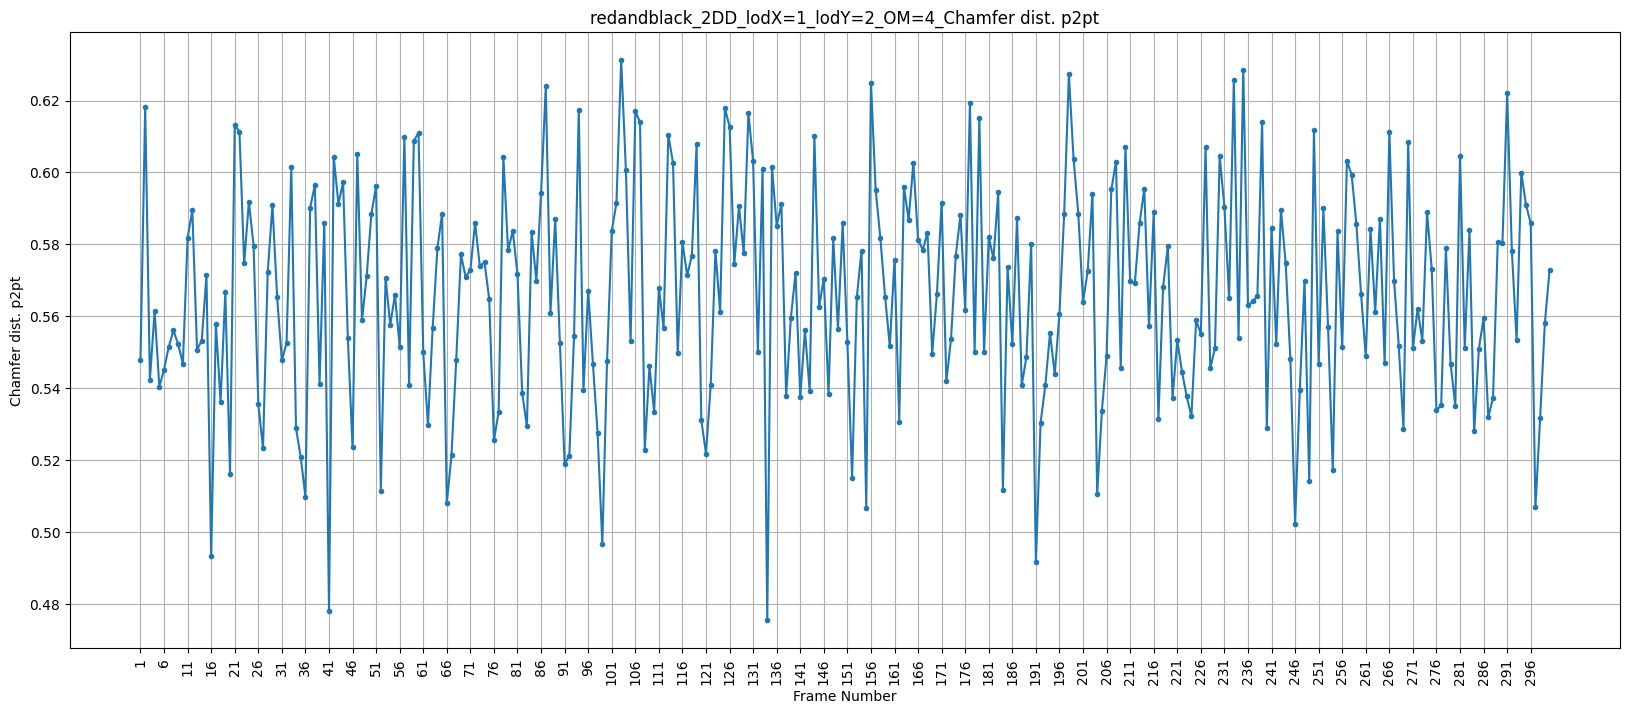 redandblack_2DD_lodX=1_lodY=2_OM=4_Chamfer dist. p2pt
Chamfer dist. p2pt
0.62
0.60
0.58
0.56
0.54
0.52
0.50
0.48
1 6 11 16 21 26 31 36 41 46 51 56 61 66 71 76 81 86 91 96 101 106 111 116 121 126 131 136 141 146 151 156 161 166 171 176 181 186 191 196 201 206 211 216 221 226 231 236 241 246 251 256 261 266 271 276 281 286 291 296
Frame Number